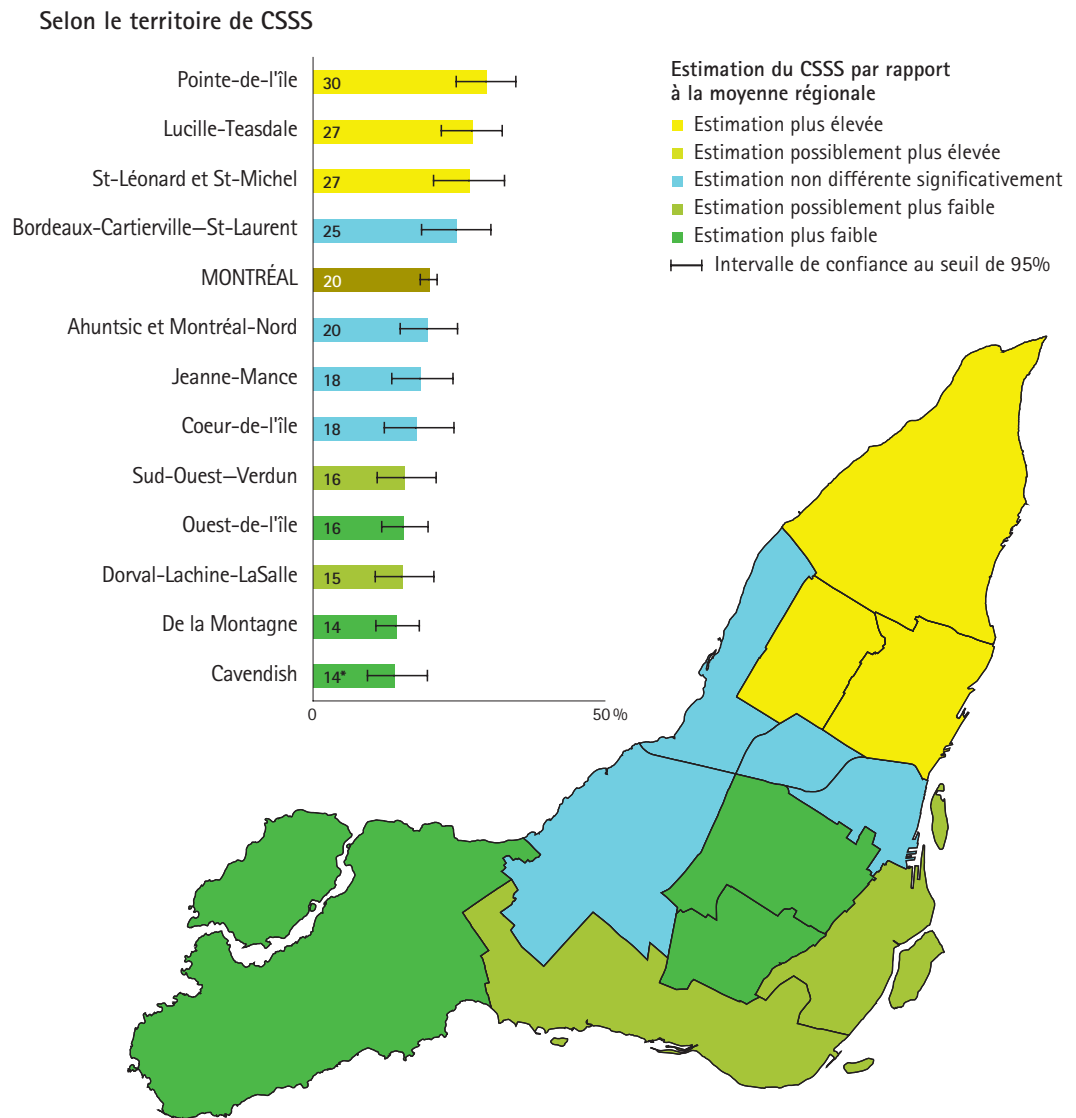 Selon le territoire de CSSS
Pointe-de-l'île
30
Lucille-Teasdale
27
St-Léonard et St-Michel
27
Bordeaux-Cartierville—St-Laurent
25
MONTRÉAL
20
Ahuntsic et Montréal-Nord
20
Jeanne-Mance
18
Coeur-de-l'île
18
Sud-Ouest—Verdun
16
Ouest-de-l'île
16
Dorval-Lachine-LaSalle
15
De la Montagne
14
Cavendish
14*
0
50 %
Estimation du CSSS par rapport
à la moyenne régionale
Estimation plus élevée
Estimation possiblement plus élevée
Estimation non différente significativement
Estimation possiblement plus faible
Estimation plus faible
Intervalle de confiance au seuil de 95%